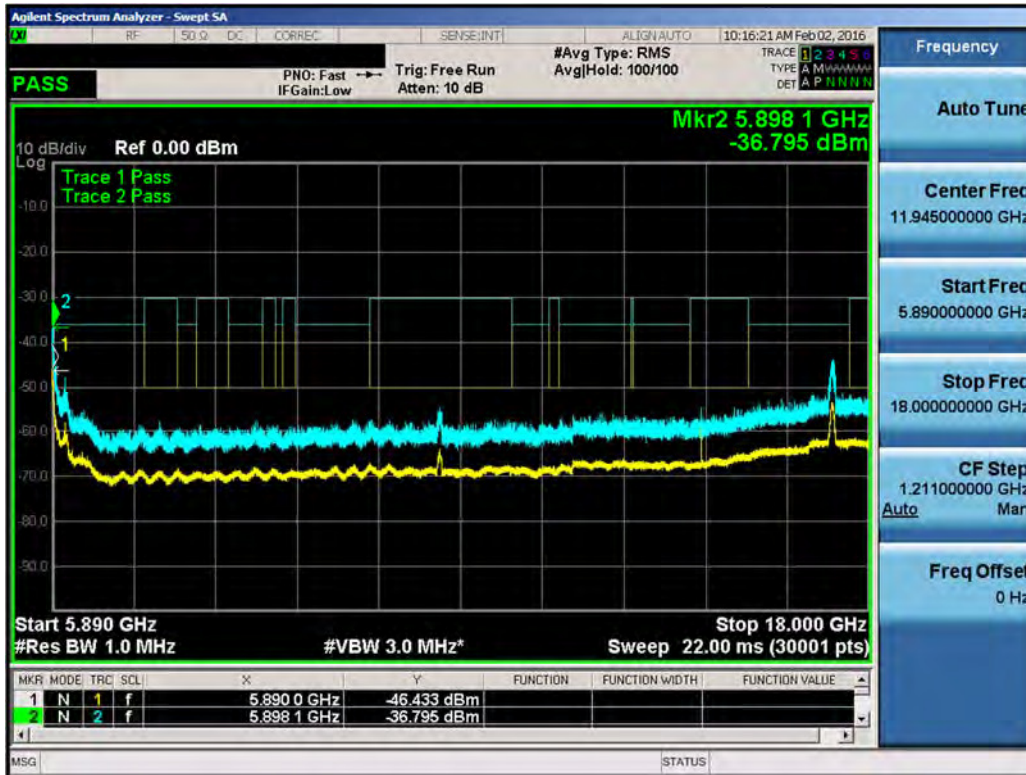 Agilent Spectrum Analyzer - Swept SA
LXI RF 50 Ω DC CORREC SENSE:INT ALIGNAUTO 10:16:21 AM Feb 02, 2016
PASS
PNO: Fast
IFGain:Low
Trig: Free Run
Atten: 10 dB
#Avg Type: RMS
Avg|Hold: 100/100
TRACE 1 2 3 4 5 6
TYPE A M W W W W
DET A P N N N N
Mkr2 5.898 1 GHz
-36.795 dBm
10 dB/div Ref 0.00 dBm
Log
Trace 1 Pass
Trace 2 Pass
-10.0
-20.0
-30.0
-40.0
-50.0
-60.0
-70.0
-80.0
-90.0
2
1
Start 5.890 GHz Stop 18.000 GHz
#Res BW 1.0 MHz #VBW 3.0 MHz* Sweep 22.00 ms (30001 pts)
MKR MODE TRC SCL X Y FUNCTION FUNCTION WIDTH FUNCTION VALUE
1 N 1 f 5.890 0 GHz -46.433 dBm
2 N 2 f 5.898 1 GHz -36.795 dBm
MSG STATUS
Frequency
Auto Tune
Center Freq
11.945000000 GHz
Start Freq
5.890000000 GHz
Stop Freq
18.000000000 GHz
CF Step
1.211000000 GHz
Auto Man
Freq Offset
0 Hz